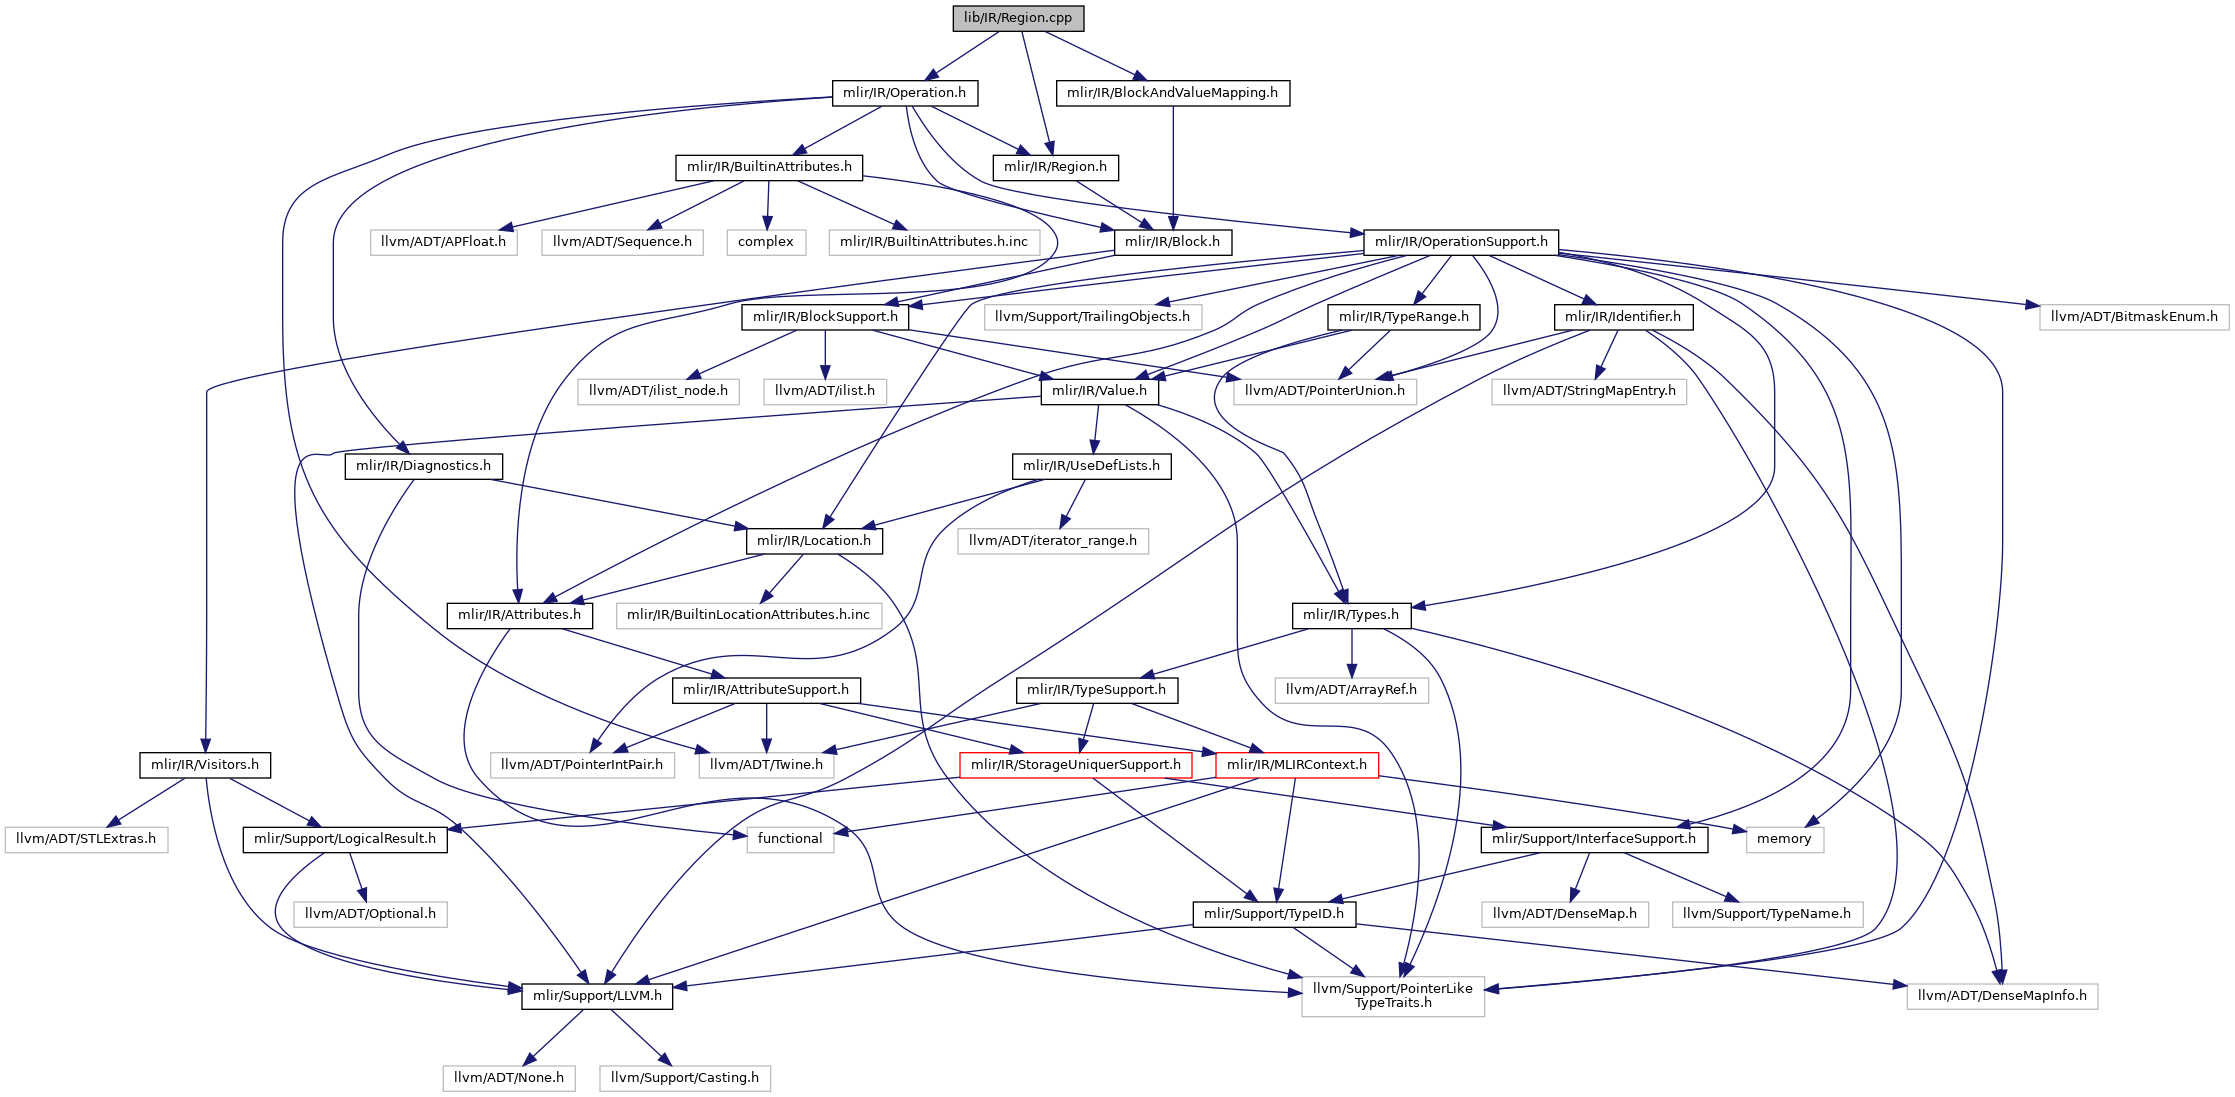 lib/IR/Region.cpp
mlir/IR/Operation.h
mlir/IR/BlockAndValueMapping.h
mlir/IR/BuiltinAttributes.h
mlir/IR/Region.h
llvm/ADT/APFloat.h
llvm/ADT/Sequence.h
complex
mlir/IR/BuiltinAttributes.h.inc
mlir/IR/Block.h
mlir/IR/OperationSupport.h
mlir/IR/BlockSupport.h
llvm/Support/TrailingObjects.h
mlir/IR/TypeRange.h
mlir/IR/Identifier.h
llvm/ADT/BitmaskEnum.h
llvm/ADT/ilist_node.h
llvm/ADT/ilist.h
mlir/IR/Value.h
llvm/ADT/PointerUnion.h
llvm/ADT/StringMapEntry.h
mlir/IR/Diagnostics.h
mlir/IR/UseDefLists.h
mlir/IR/Location.h
llvm/ADT/iterator_range.h
mlir/IR/Attributes.h
mlir/IR/BuiltinLocationAttributes.h.inc
mlir/IR/Types.h
mlir/IR/AttributeSupport.h
mlir/IR/TypeSupport.h
llvm/ADT/ArrayRef.h
mlir/IR/Visitors.h
llvm/ADT/PointerIntPair.h
llvm/ADT/Twine.h
mlir/IR/StorageUniquerSupport.h
mlir/IR/MLIRContext.h
llvm/ADT/STLExtras.h
mlir/Support/LogicalResult.h
functional
mlir/Support/InterfaceSupport.h
memory
llvm/ADT/Optional.h
mlir/Support/TypeID.h
llvm/ADT/DenseMap.h
llvm/Support/TypeName.h
mlir/Support/LLVM.h
llvm/Support/PointerLike
TypeTraits.h
llvm/ADT/DenseMapInfo.h
llvm/ADT/None.h
llvm/Support/Casting.h